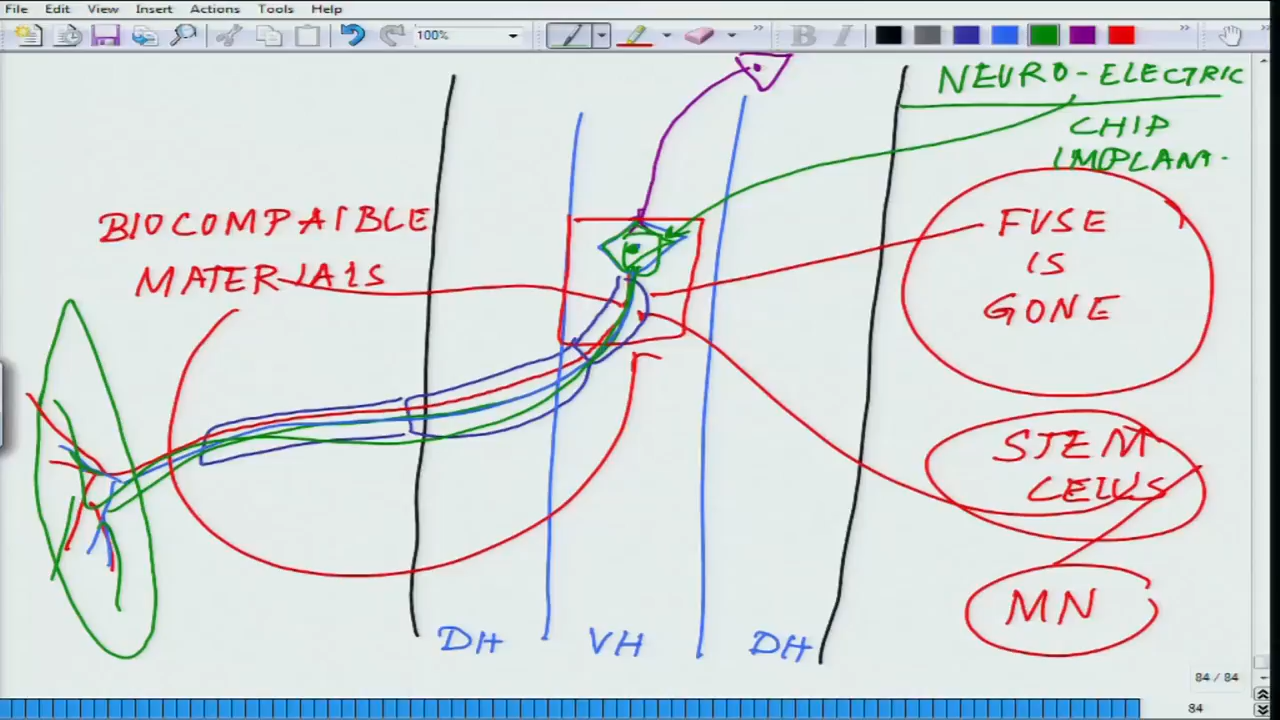 File Edit View Insert Actions Tools Help
100%
NEURO-ELECTRIC
CHIP
IMPLANT.
BIOCOMPAIBLE
MATERIALS
FUSE
IS
GONE
STEM
CELLS
MN
DH VH DH
84 / 84
84